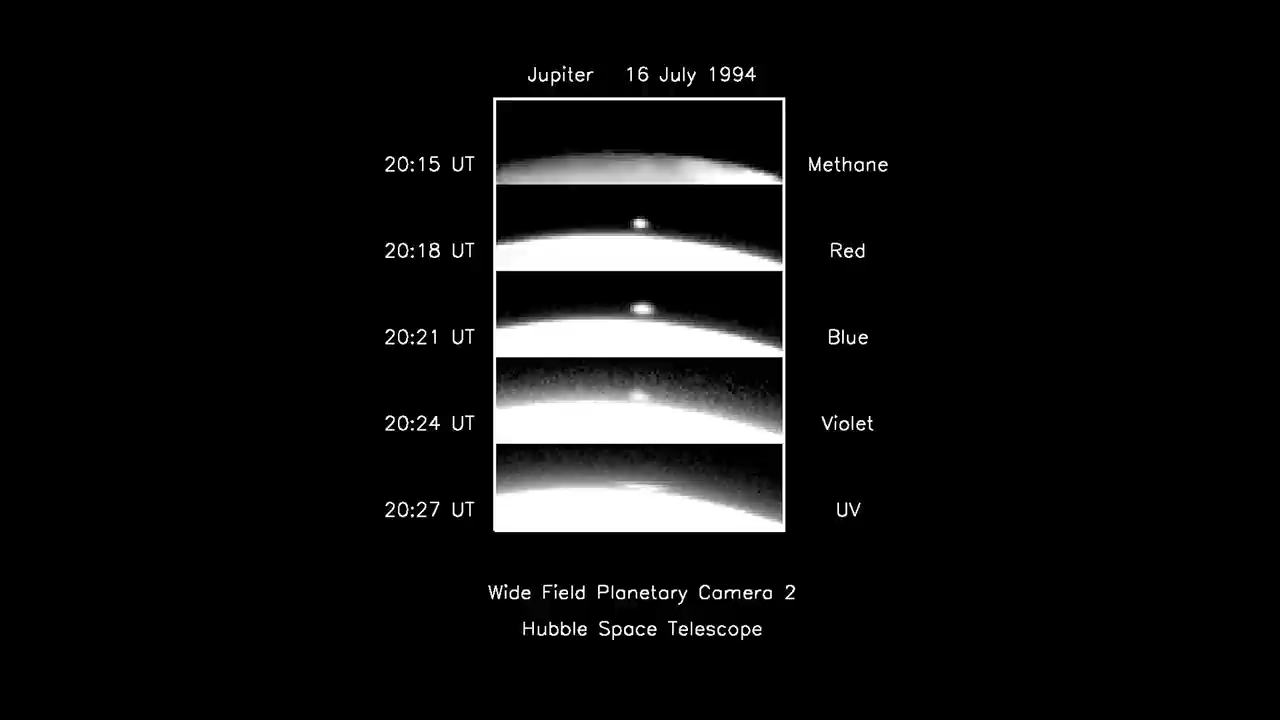 Jupiter 16 July 1994
20:15 UT Methane
20:18 UT Red
20:21 UT Blue
20:24 UT Violet
20:27 UT UV
Wide Field Planetary Camera 2
Hubble Space Telescope